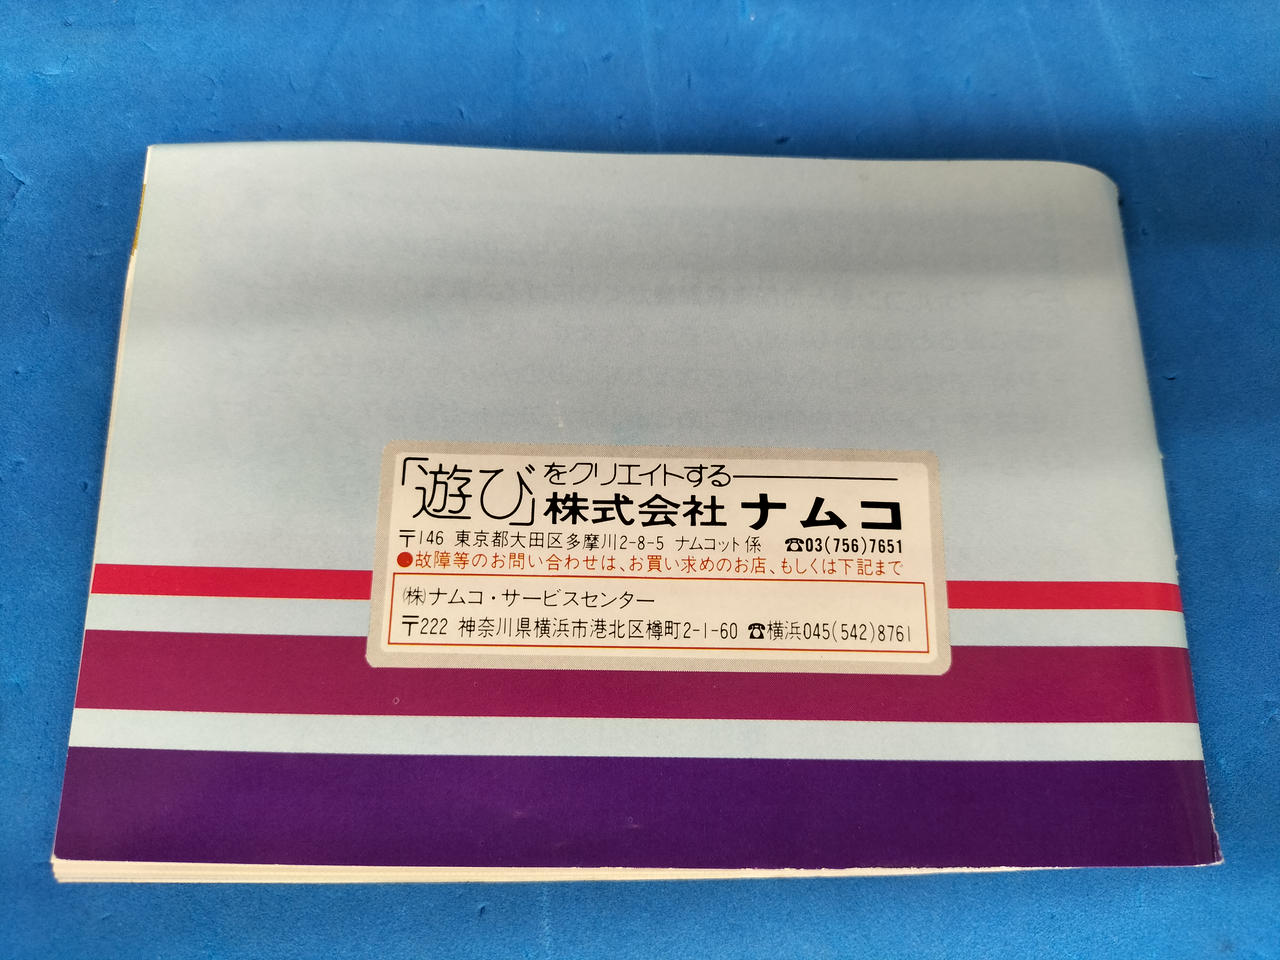 「遊び」をクリエイトする
株式会社ナムコ
〒146 東京都大田区多摩川2-8-5 ナムコット係 ☎03(756)7651
●故障等のお問い合わせは、お買い求めのお店、もしくは下記まで
㈱ナムコ・サービスセンター
〒222 神奈川県横浜市港北区樽町2-1-60 ☎横浜045(542)8761